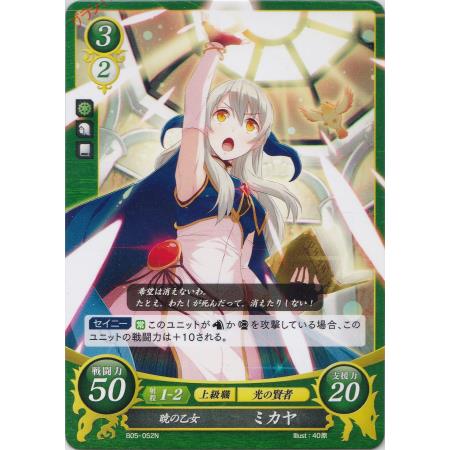 3
2
希望は消えないわ。
たとえ、わたしが死んだって、消えたりしない!
セイニー このユニットが か を攻撃している場合、この
ユニットの戦闘力は+10される。
戦闘力
50
射程 1-2
上級職
光の賢者
支援力
20
暁の乙女 ミカヤ
B05-052N
Illust : 40原